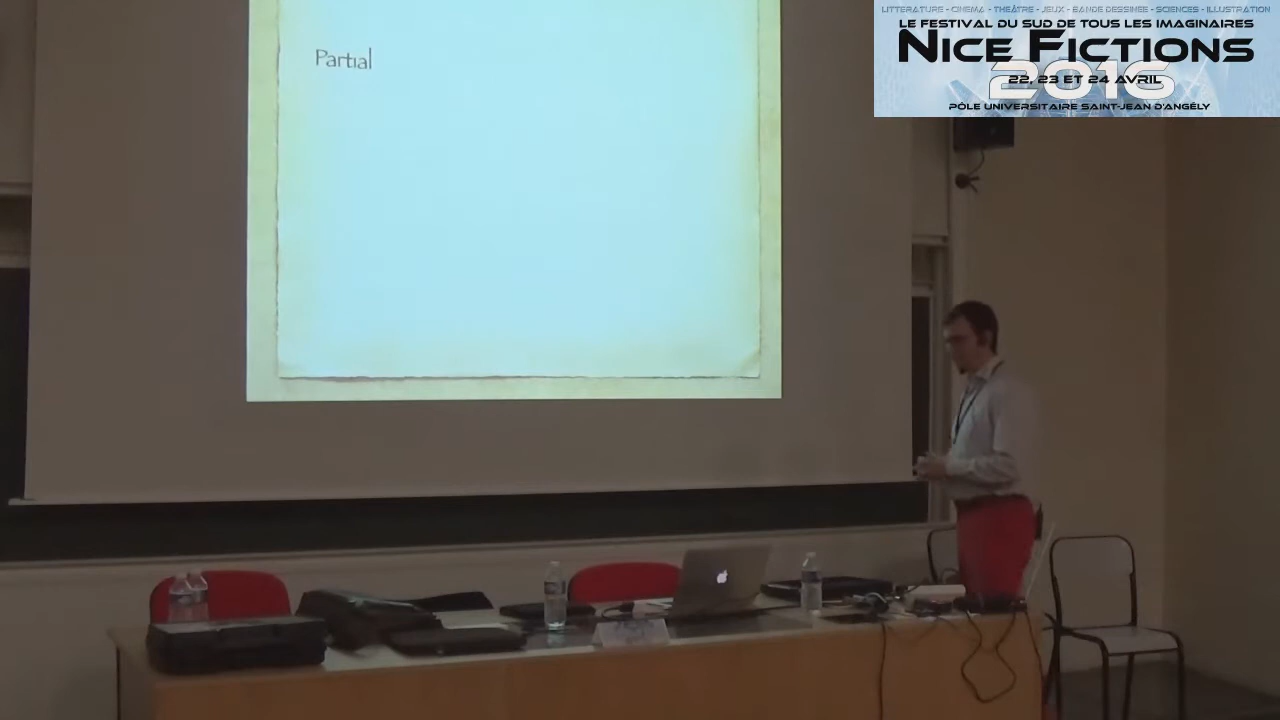 Partial
LITTERATURE - CINEMA - THEÂTRE - JEUX - BANDE DESSINEE - SCIENCES - ILLUSTRATION
LE FESTIVAL DU SUD DE TOUS LES IMAGINAIRES
NICE FICTIONS
2016
22, 23 ET 24 AVRIL
PÔLE UNIVERSITAIRE SAINT-JEAN D'ANGÉLY